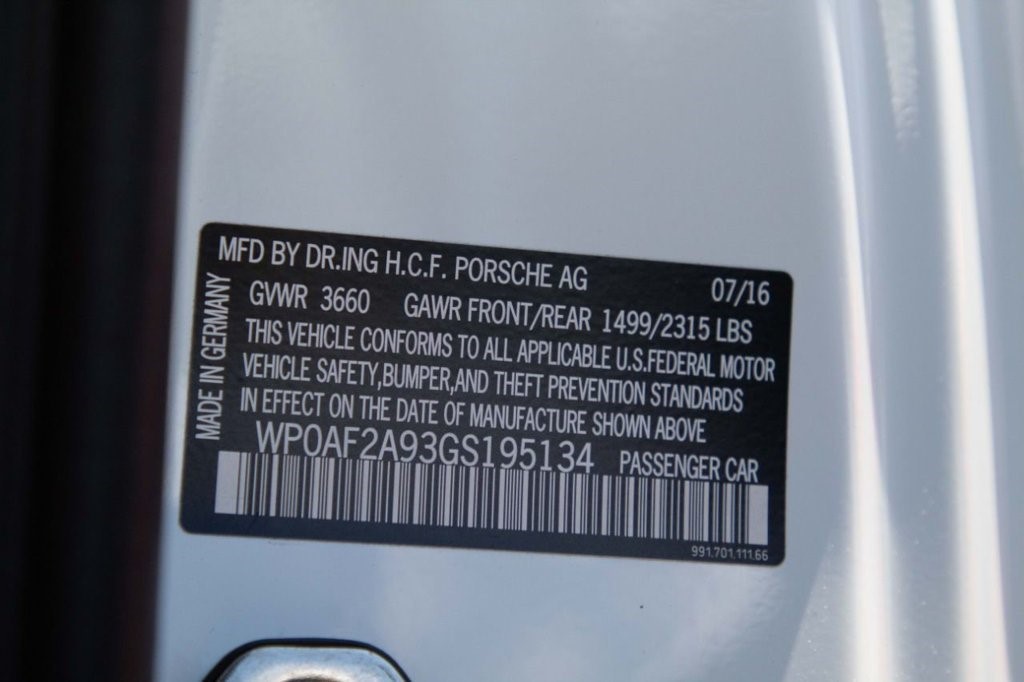 MFD BY DR.ING H.C.F. PORSCHE AG 07/16
GVWR 3660 GAWR FRONT/REAR 1499/2315 LBS
THIS VEHICLE CONFORMS TO ALL APPLICABLE U.S.FEDERAL MOTOR
VEHICLE SAFETY,BUMPER,AND THEFT PREVENTION STANDARDS
IN EFFECT ON THE DATE OF MANUFACTURE SHOWN ABOVE
WP0AF2A93GS195134 PASSENGER CAR
991.701.111.66
MADE IN GERMANY